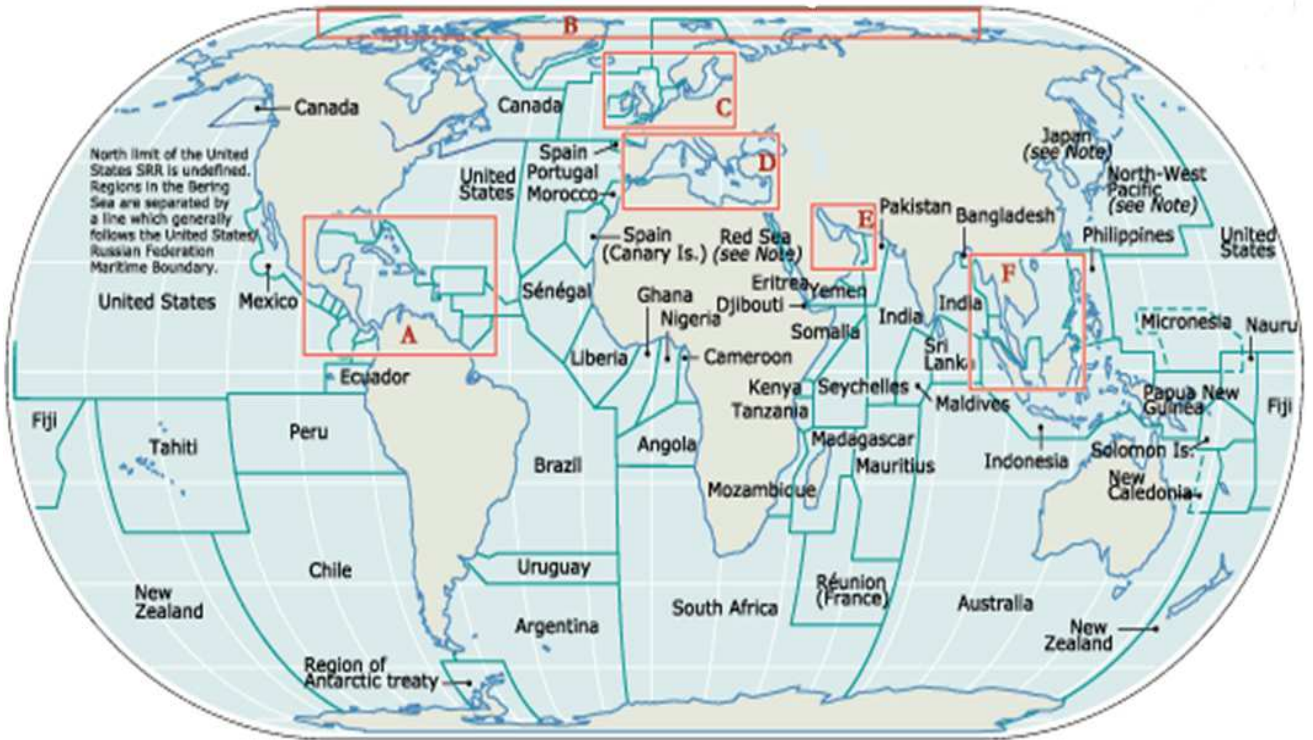 B
C
Canada
Canada
North limit of the United
States SRR is undefined.
Regions in the Bering
Sea are separated by
a line which generally
follows the United States/
Russian Federation
Maritime Boundary.
Spain
Portugal
Morocco
United
States
D
Japan
(see Note)
North-West
Pacific
(see Note)
Pakistan
Bangladesh
E
Philippines
United
States
Spain
(Canary Is.)
Red Sea
(see Note)
F
Eritrea
Yemen
Djibouti
United States
Mexico
Sénégal
Ghana
Nigeria
India
India
Somalia
A
Liberia
Cameroon
Sri
Lanka
Micronesia
Nauru
Ecuador
Kenya
Seychelles
Maldives
Tanzania
Papua New
Guinea
Fiji
Fiji
Tahiti
Peru
Brazil
Angola
Madagascar
Mauritius
Indonesia
Solomon Is.
New
Caledonia
Mozambique
Chile
Uruguay
New
Zealand
South Africa
Réunion
(France)
Australia
Argentina
New
Zealand
Region of
Antarctic treaty